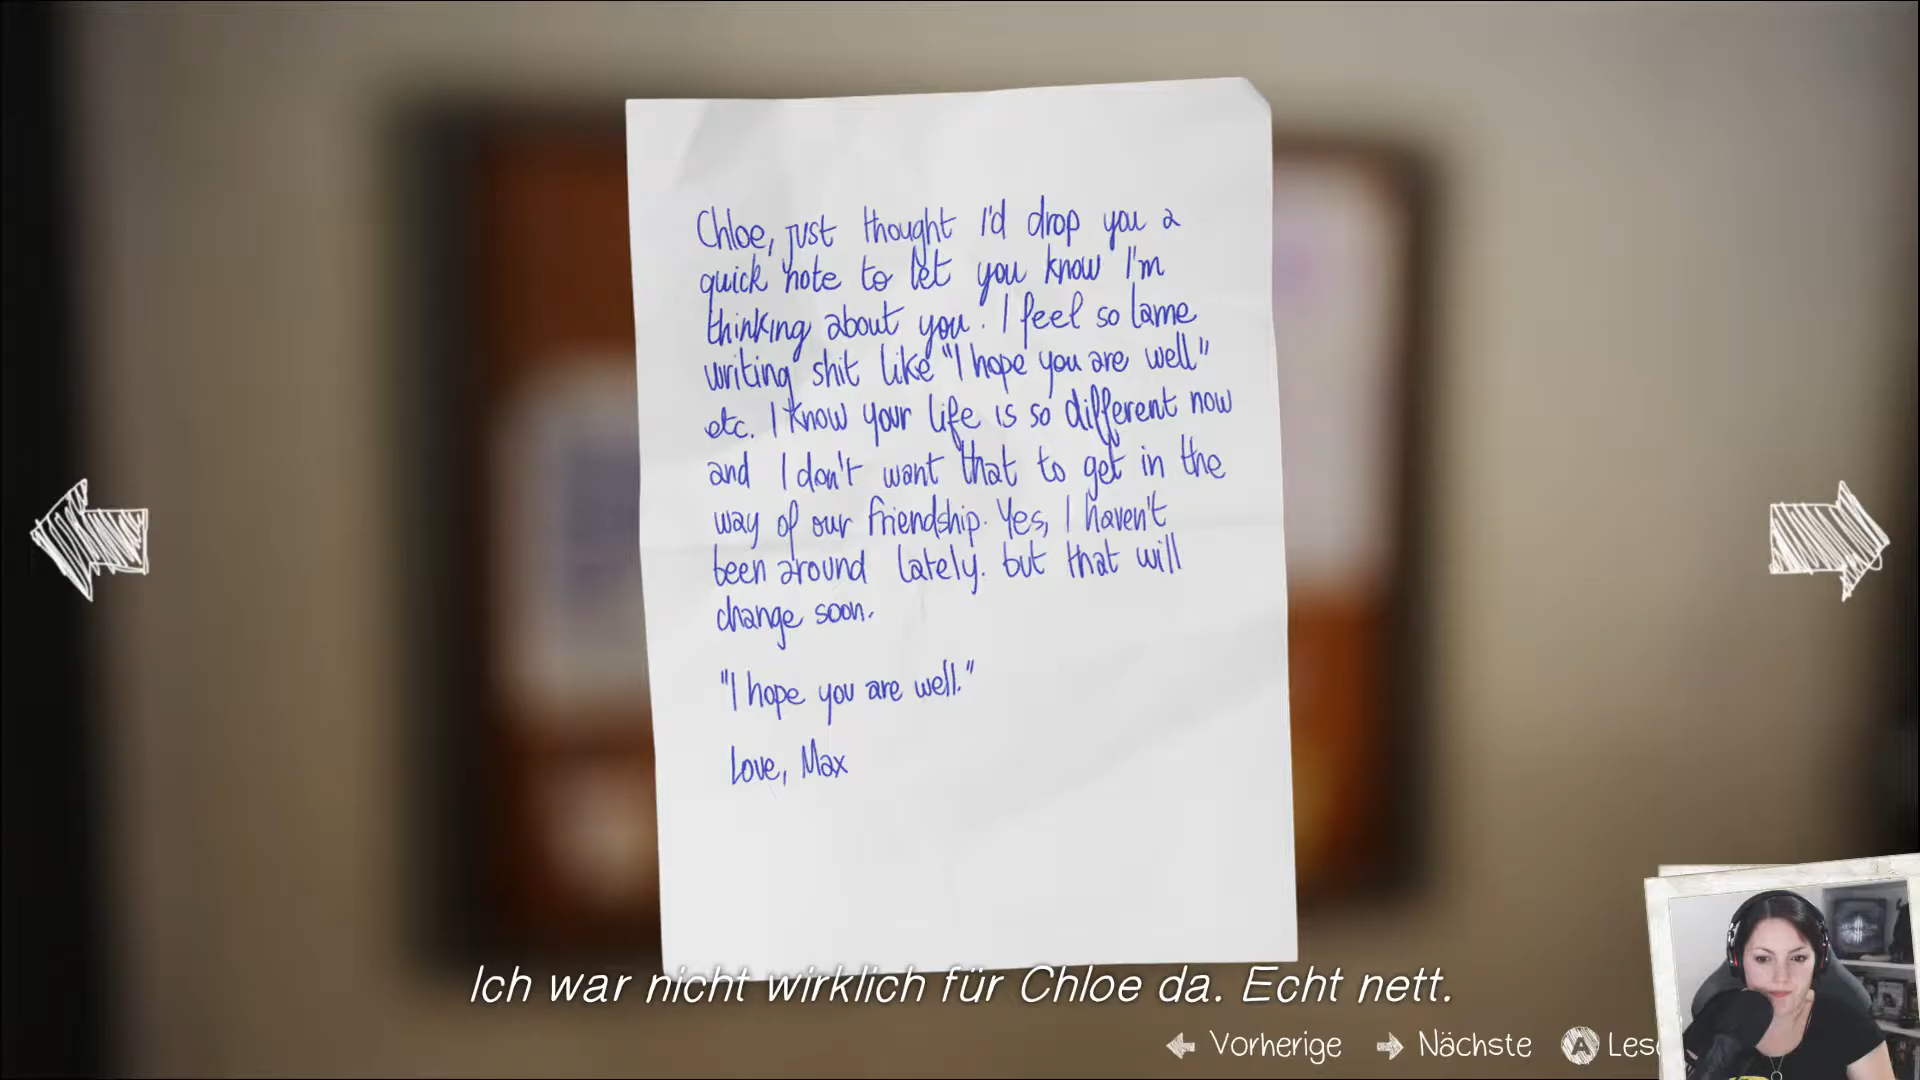 Chloe, just thought I'd drop you a
quick note to let you know I'm
thinking about you. I feel so lame
writing shit like "I hope you are well"
etc. I know your life is so different now
and I don't want that to get in the
way of our friendship. Yes, I haven't
been around lately. but that will
change soon.
"I hope you are well."
Love, Max
Ich war nicht wirklich für Chloe da. Echt nett.
Vorherige Nächste A Lese